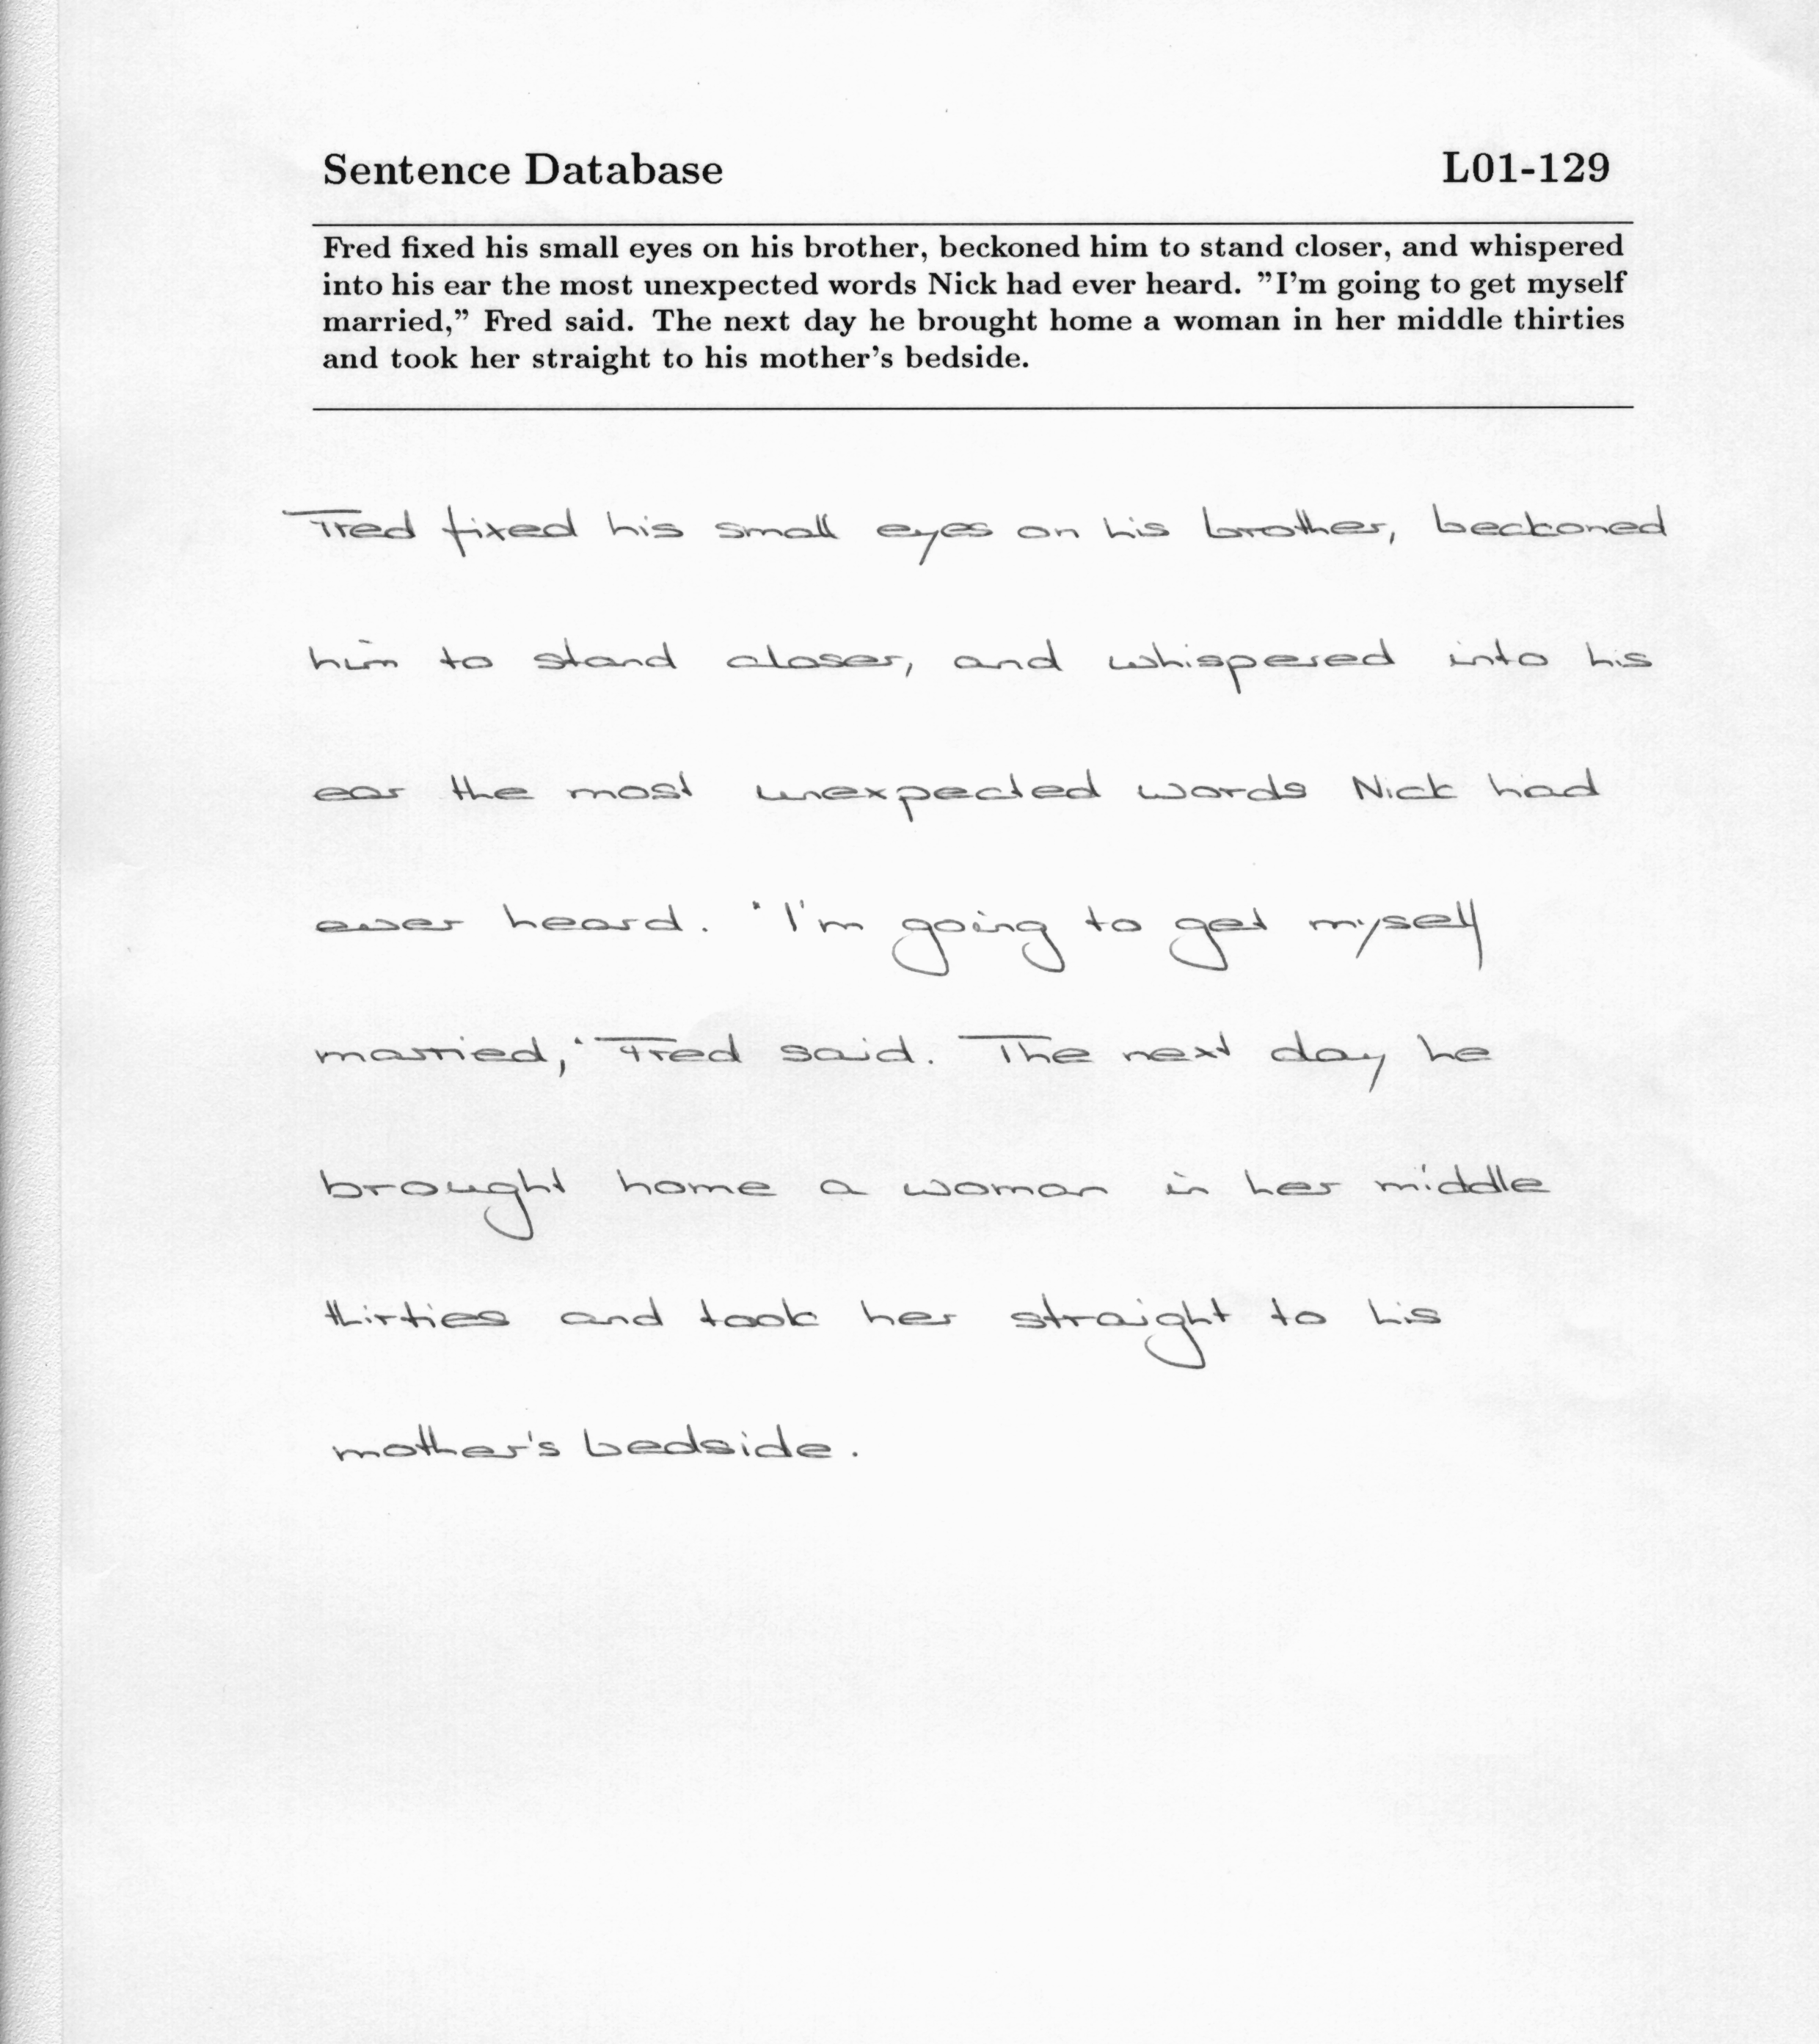 Sentence Database L01-129
Fred fixed his small eyes on his brother, beckoned him to stand closer, and whispered
into his ear the most unexpected words Nick had ever heard. "I'm going to get myself
married," Fred said. The next day he brought home a woman in her middle thirties
and took her straight to his mother's bedside.
Fred fixed his small eyes on his brother, beckoned
him to stand closer, and whispered into his
ear the most unexpected words Nick had
ever heard. "I'm going to get myself
married," Fred said. The next day he
brought home a woman in her middle
thirties and took her straight to his
mother's bedside.